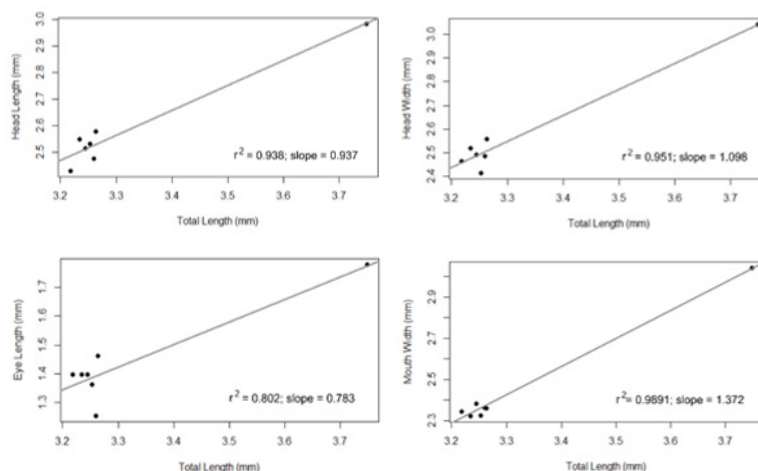 Head Length (mm)
3.0
2.9
2.8
2.7
2.6
2.5
r² = 0.938; slope = 0.937
3.2 3.3 3.4 3.5 3.6 3.7
Total Length (mm)
Head Width (mm)
3.0
2.9
2.8
2.7
2.6
2.5
2.4
r² = 0.951; slope = 1.098
3.2 3.3 3.4 3.5 3.6 3.7
Total Length (mm)
Eye Length (mm)
1.7
1.6
1.5
1.4
1.3
r² = 0.802; slope = 0.783
3.2 3.3 3.4 3.5 3.6 3.7
Total Length (mm)
Mouth Width (mm)
2.9
2.7
2.5
2.3
r²= 0.9891; slope = 1.372
3.2 3.3 3.4 3.5 3.6 3.7
Total Length (mm)